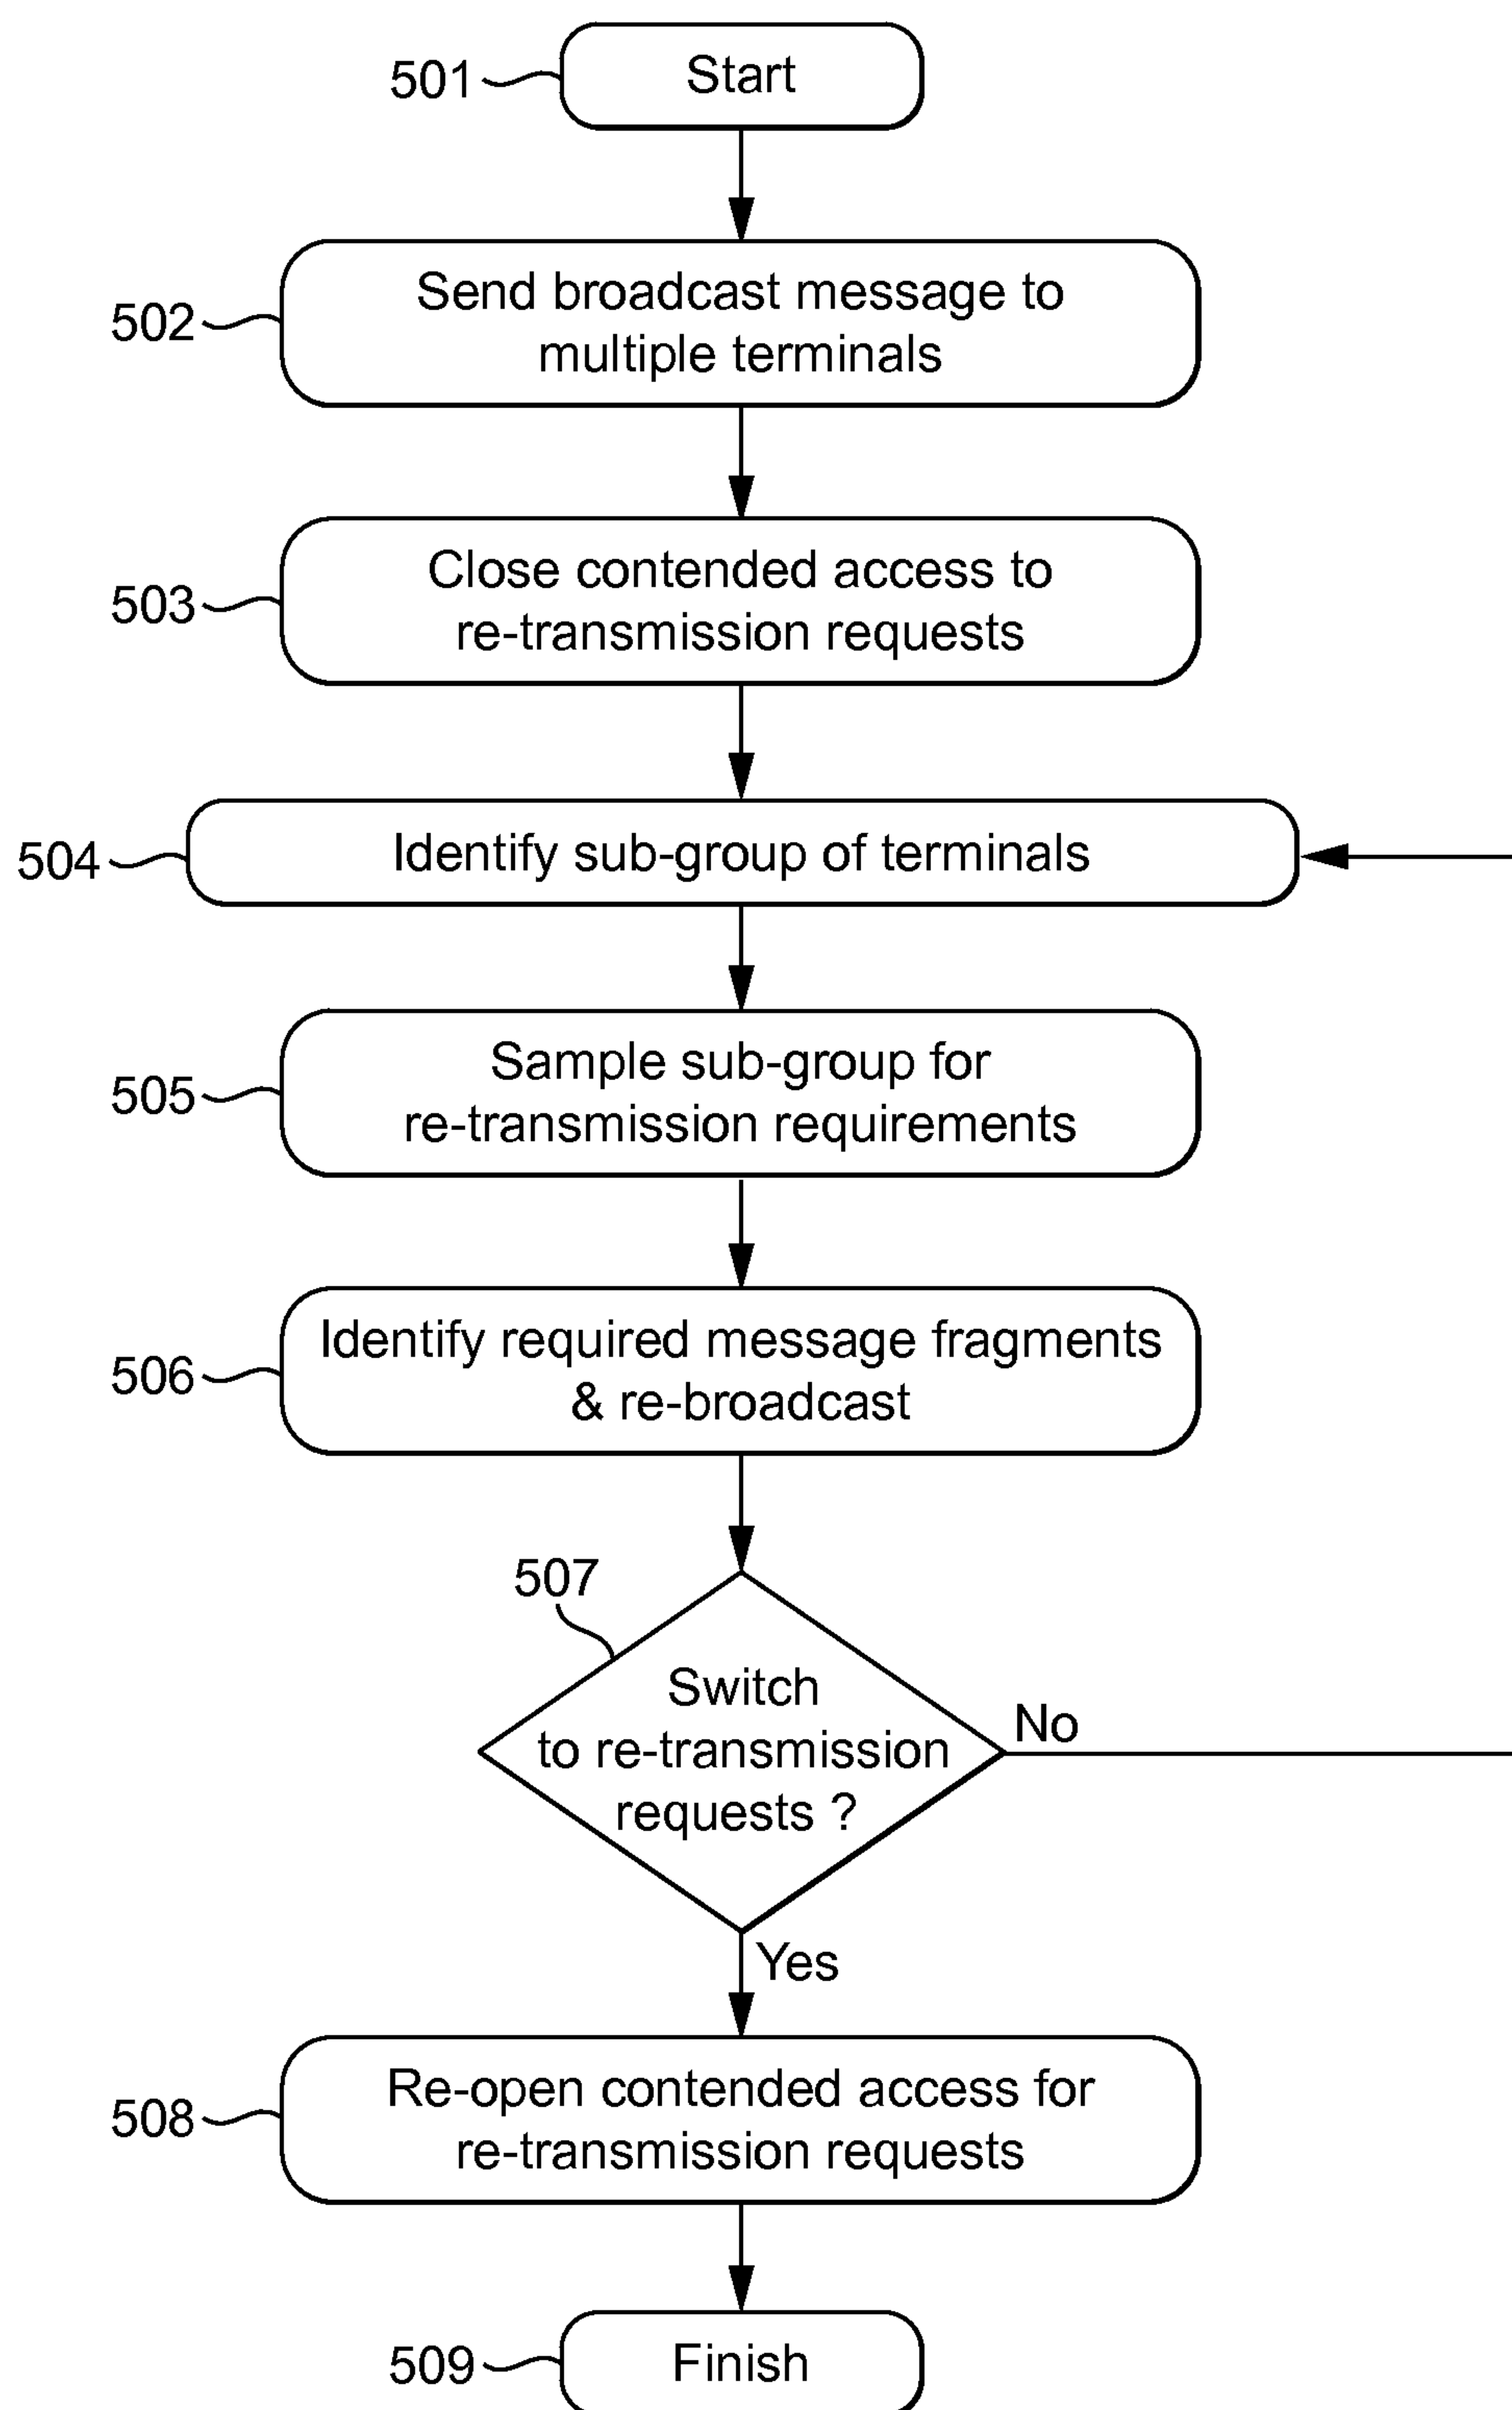 501
Start
502
Send broadcast message to
multiple terminals
503
Close contended access to
re-transmission requests
504
Identify sub-group of terminals
505
Sample sub-group for
re-transmission requirements
506
Identify required message fragments
& re-broadcast
507
Switch
to re-transmission
requests ?
No
Yes
508
Re-open contended access for
re-transmission requests
509
Finish